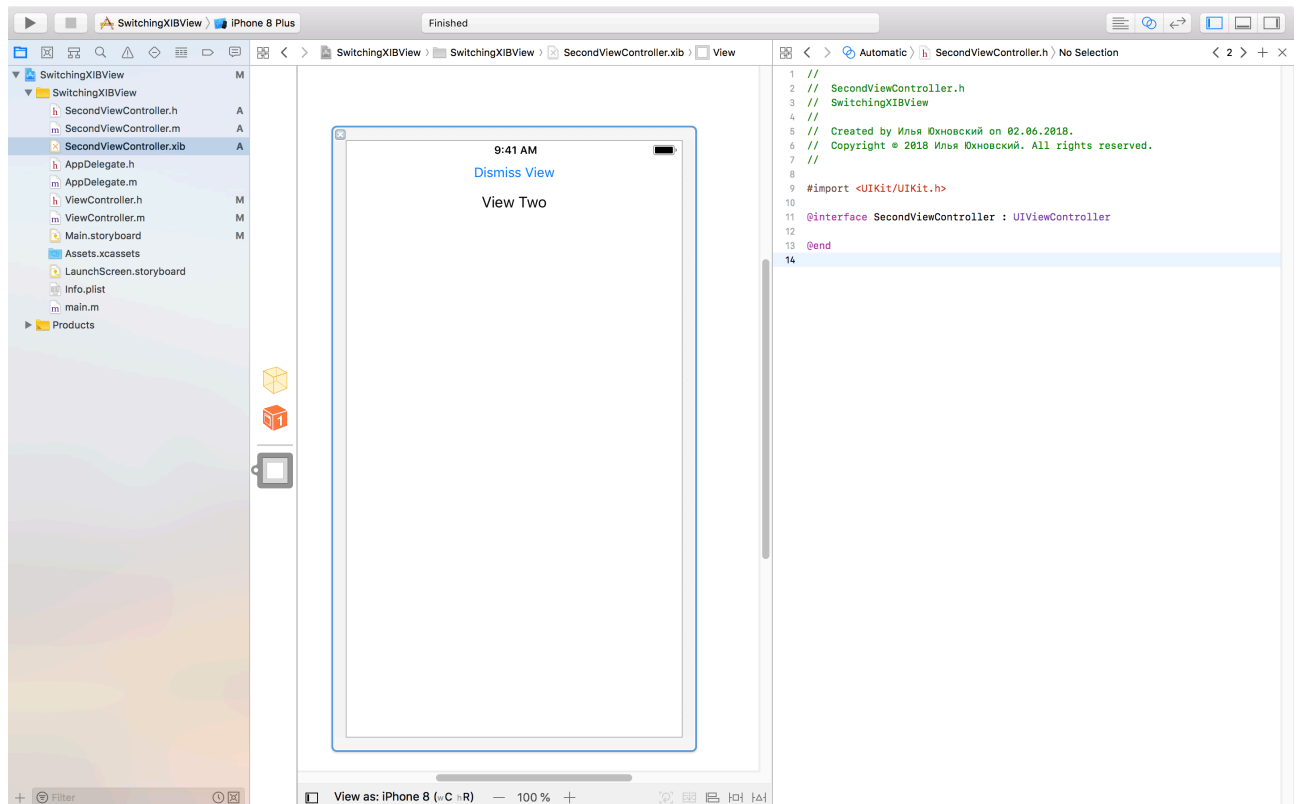 SwitchingXIBView 〉 iPhone 8 Plus
Finished
SwitchingXIBView 〉 SwitchingXIBView 〉 SecondViewController.xib 〉 View
Automatic 〉 h SecondViewController.h 〉 No Selection
2
SwitchingXIBView M
SwitchingXIBView
h SecondViewController.h A
m SecondViewController.m A
SecondViewController.xib A
h AppDelegate.h
m AppDelegate.m
h ViewController.h M
m ViewController.m M
Main.storyboard M
Assets.xcassets
LaunchScreen.storyboard
Info.plist
m main.m
Products
Filter
9:41 AM
Dismiss View
View Two
1
View as: iPhone 8 (wC hR) — 100 % +
1 //
2 //  SecondViewController.h
3 //  SwitchingXIBView
4 //
5 //  Created by Илья Юхновский on 02.06.2018.
6 //  Copyright © 2018 Илья Юхновский. All rights reserved.
7 //
8
9 #import <UIKit/UIKit.h>
10
11 @interface SecondViewController : UIViewController
12
13 @end
14